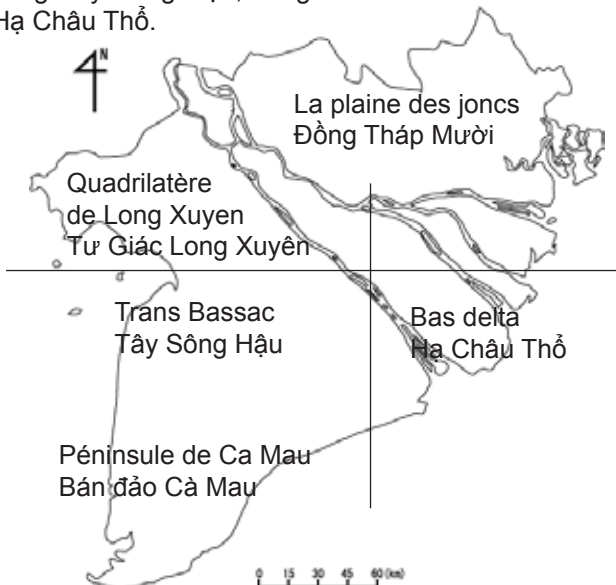 Hạ Châu Thổ.
N
La plaine des joncs
Đồng Tháp Mười
Quadrilatère
de Long Xuyen
Tư Giác Long Xuyên
Trans Bassac
Tây Sông Hậu
Bas delta
Hạ Châu Thổ
Péninsule de Ca Mau
Bán đảo Cà Mau
0 15 30 45 60 (km)